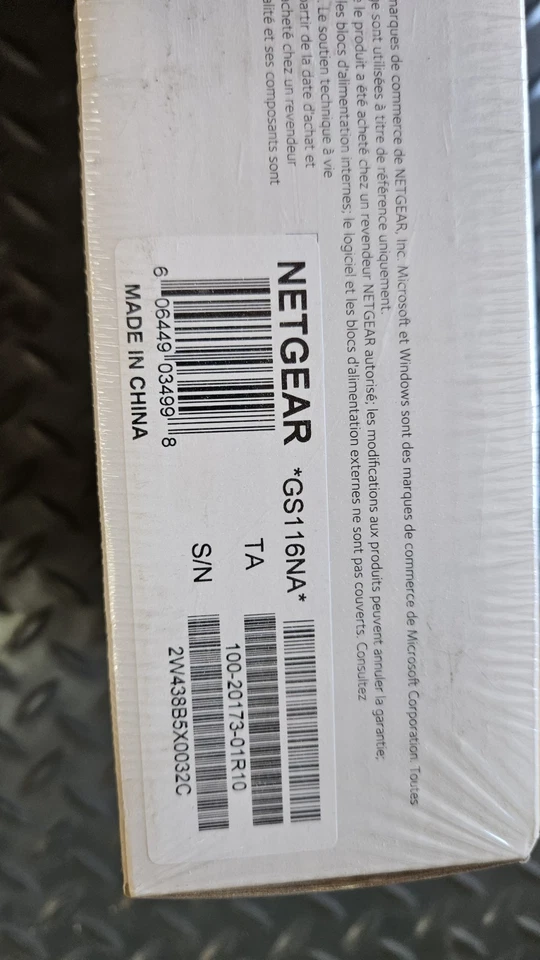 marques de commerce de NETGEAR, Inc. Microsoft et Windows sont des marques de commerce de Microsoft Corporation. Toutes
sont utilisées à titre de référence uniquement.
le produit a été acheté chez un revendeur NETGEAR autorisé; les modifications aux produits peuvent annuler la garantie;
les blocs d'alimentation internes; le logiciel et les blocs d'alimentation externes ne sont pas couverts. Consultez
Le soutien technique à vie
partir de la date d'achat et
acheté chez un revendeur
et ses composants sont
NETGEAR *GS116NA*
6 06449 03499 8
TA
100-20173-01R10
S/N
2W438B5X0032C
MADE IN CHINA